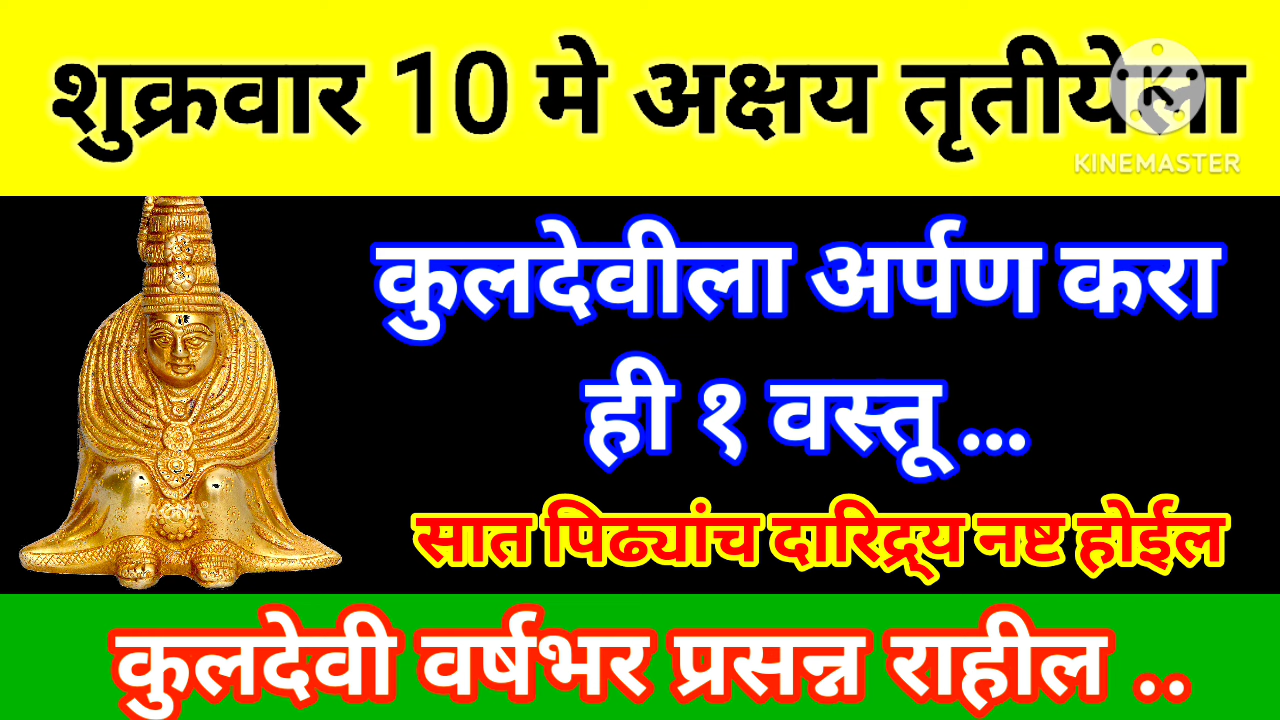 शुक्रवार 10 मे अक्षय तृतीयेला
KINEMASTER
कुलदेवीला अर्पण करा
ही १ वस्तू ...
सात पिढ्यांच दारिद्र्य नष्ट होईल
कुलदेवी वर्षभर प्रसन्न राहील ..